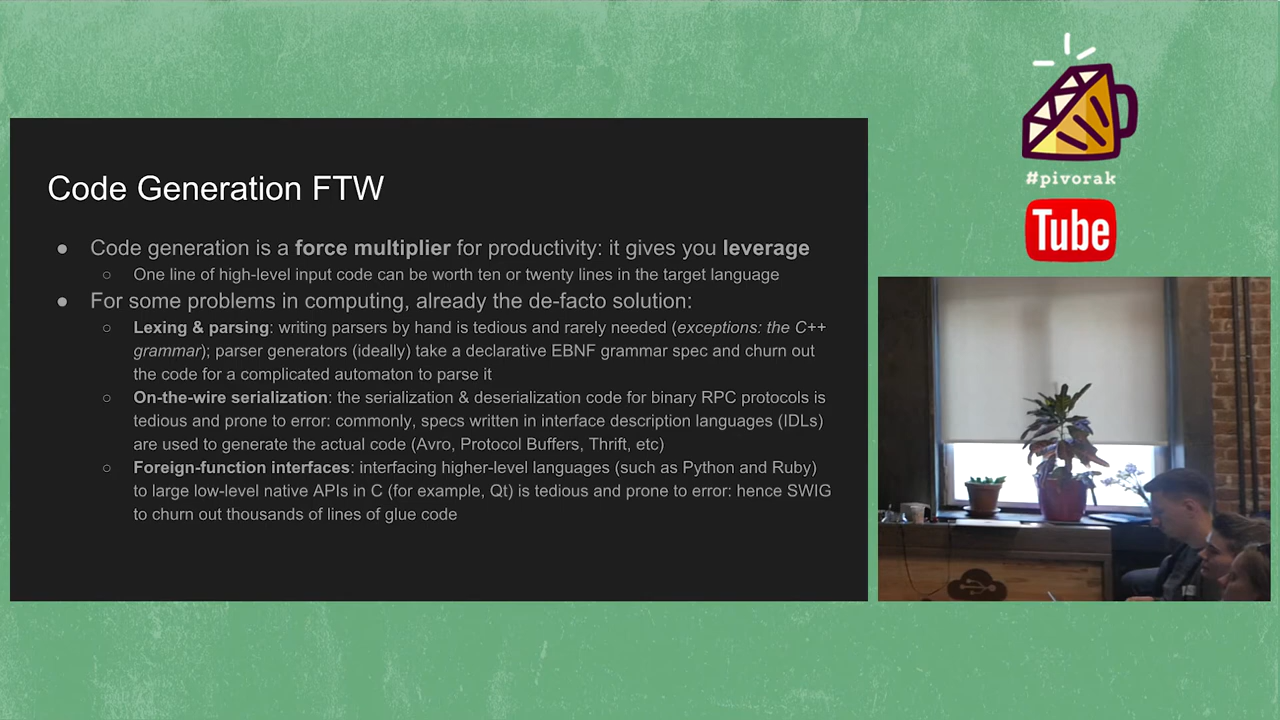 Code Generation FTW
● Code generation is a force multiplier for productivity: it gives you leverage
○ One line of high-level input code can be worth ten or twenty lines in the target language
● For some problems in computing, already the de-facto solution:
○ Lexing & parsing: writing parsers by hand is tedious and rarely needed (exceptions: the C++
grammar); parser generators (ideally) take a declarative EBNF grammar spec and churn out
the code for a complicated automaton to parse it
○ On-the-wire serialization: the serialization & deserialization code for binary RPC protocols is
tedious and prone to error: commonly, specs written in interface description languages (IDLs)
are used to generate the actual code (Avro, Protocol Buffers, Thrift, etc)
○ Foreign-function interfaces: interfacing higher-level languages (such as Python and Ruby)
to large low-level native APIs in C (for example, Qt) is tedious and prone to error: hence SWIG
to churn out thousands of lines of glue code
#pivorak
Tube